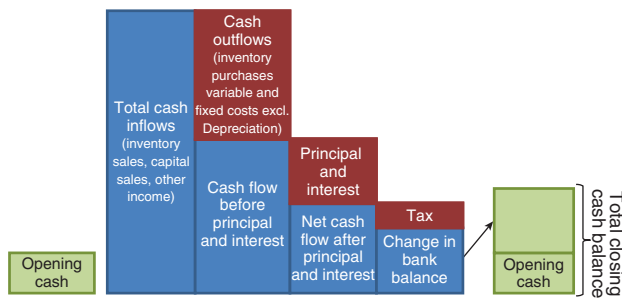 Opening
cash
Total cash
inflows
(inventory
sales, capital
sales, other
income)
Cash
outflows
(inventory
purchases
variable and
fixed costs excl.
Depreciation)
Cash flow
before
principal
and interest
Principal
and
interest
Net cash
flow after
principal
and interest
Tax
Change in
bank
balance
Opening
cash
Total closing
cash balance